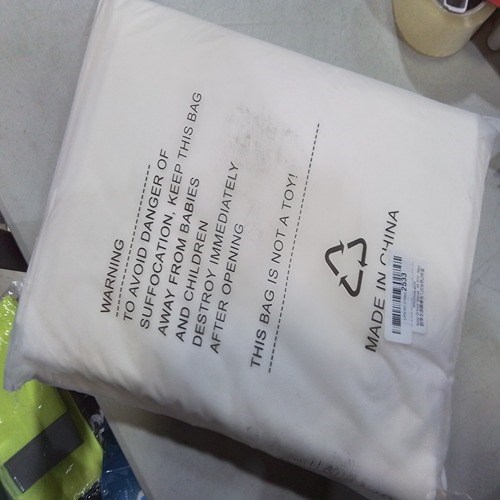 WARNING
TO AVOID DANGER OF
SUFFOCATION, KEEP THIS BAG
AWAY FROM BABIES
AND CHILDREN
DESTROY IMMEDIATELY
AFTER OPENING
THIS BAG IS NOT A TOY!
MADE IN CHINA
2533